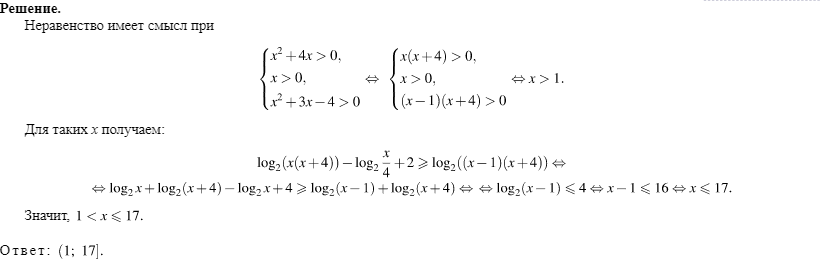 Решение.
Неравенство имеет смысл при
{ x² + 4x > 0, x > 0, x² + 3x − 4 > 0 ⇔ { x(x + 4) > 0, x > 0, (x − 1)(x + 4) > 0 ⇔ x > 1.
Для таких x получаем:
log₂(x(x + 4)) − log₂ x/4 + 2 ⩾ log₂((x − 1)(x + 4)) ⇔
⇔ log₂ x + log₂(x + 4) − log₂ x + 4 ⩾ log₂(x − 1) + log₂(x + 4) ⇔ ⇔ log₂(x − 1) ⩽ 4 ⇔ x − 1 ⩽ 16 ⇔ x ⩽ 17.
Значит, 1 < x ⩽ 17.
Ответ: (1; 17].